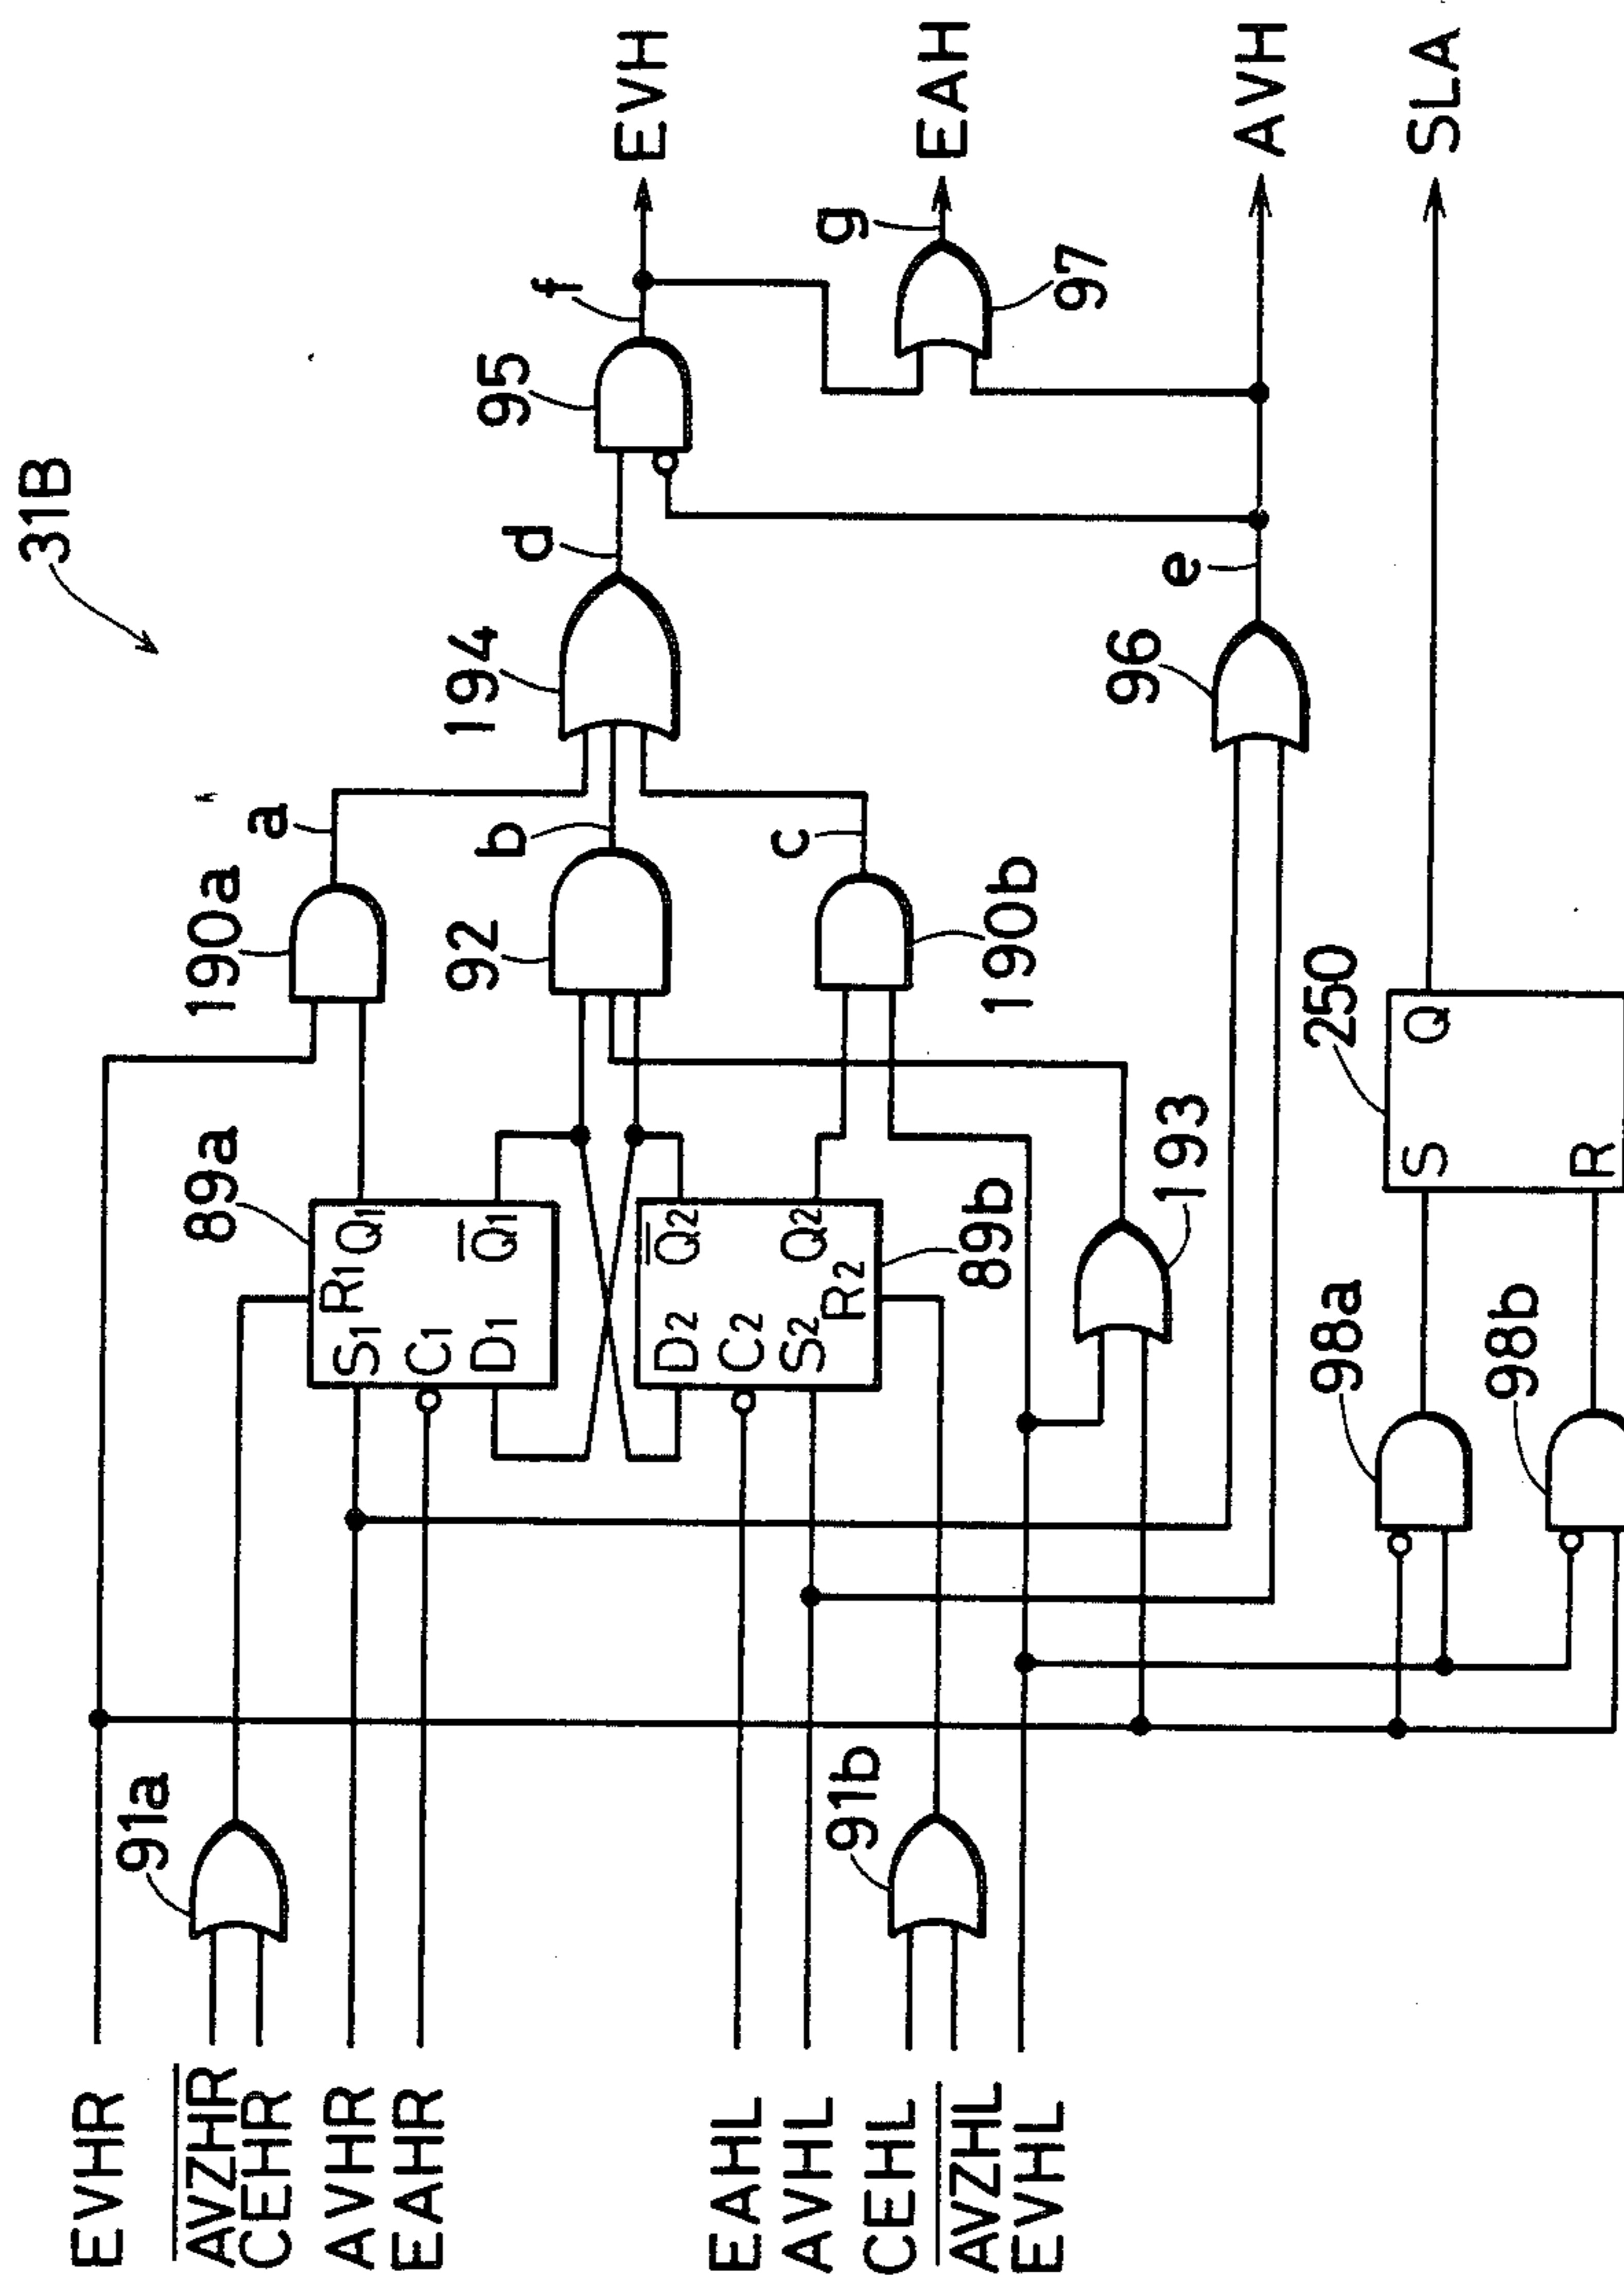 31B
EVHR
A̅V̅Z̅H̅R̅
CEHR
AVHR
EAHR
EAHL
AVHL
CEHL
A̅V̅Z̅H̅L̅
EVHL
91a
91b
89a
R1
S1
Q1
C1
D1
Q̅1
D2
Q̅2
C2
S2
Q2
R2
89b
190a
a
92
b
190b
c
193
194
d
95
f
96
e
97
g
98a
98b
250
S
Q
R
EVH
EAH
AVH
SLA